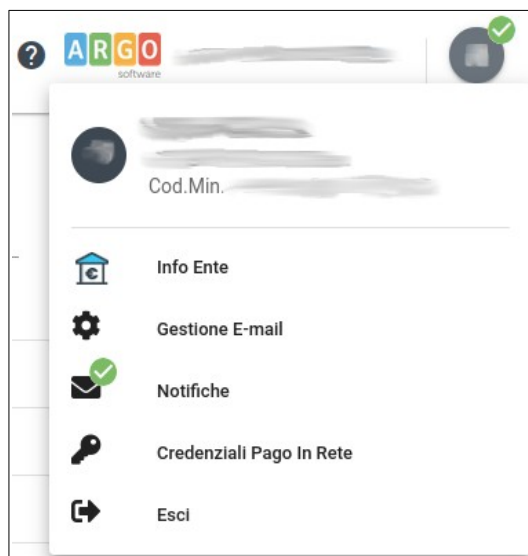 ?
ARGO
software
Cod.Min.
Info Ente
Gestione E-mail
Notifiche
Credenziali Pago In Rete
Esci